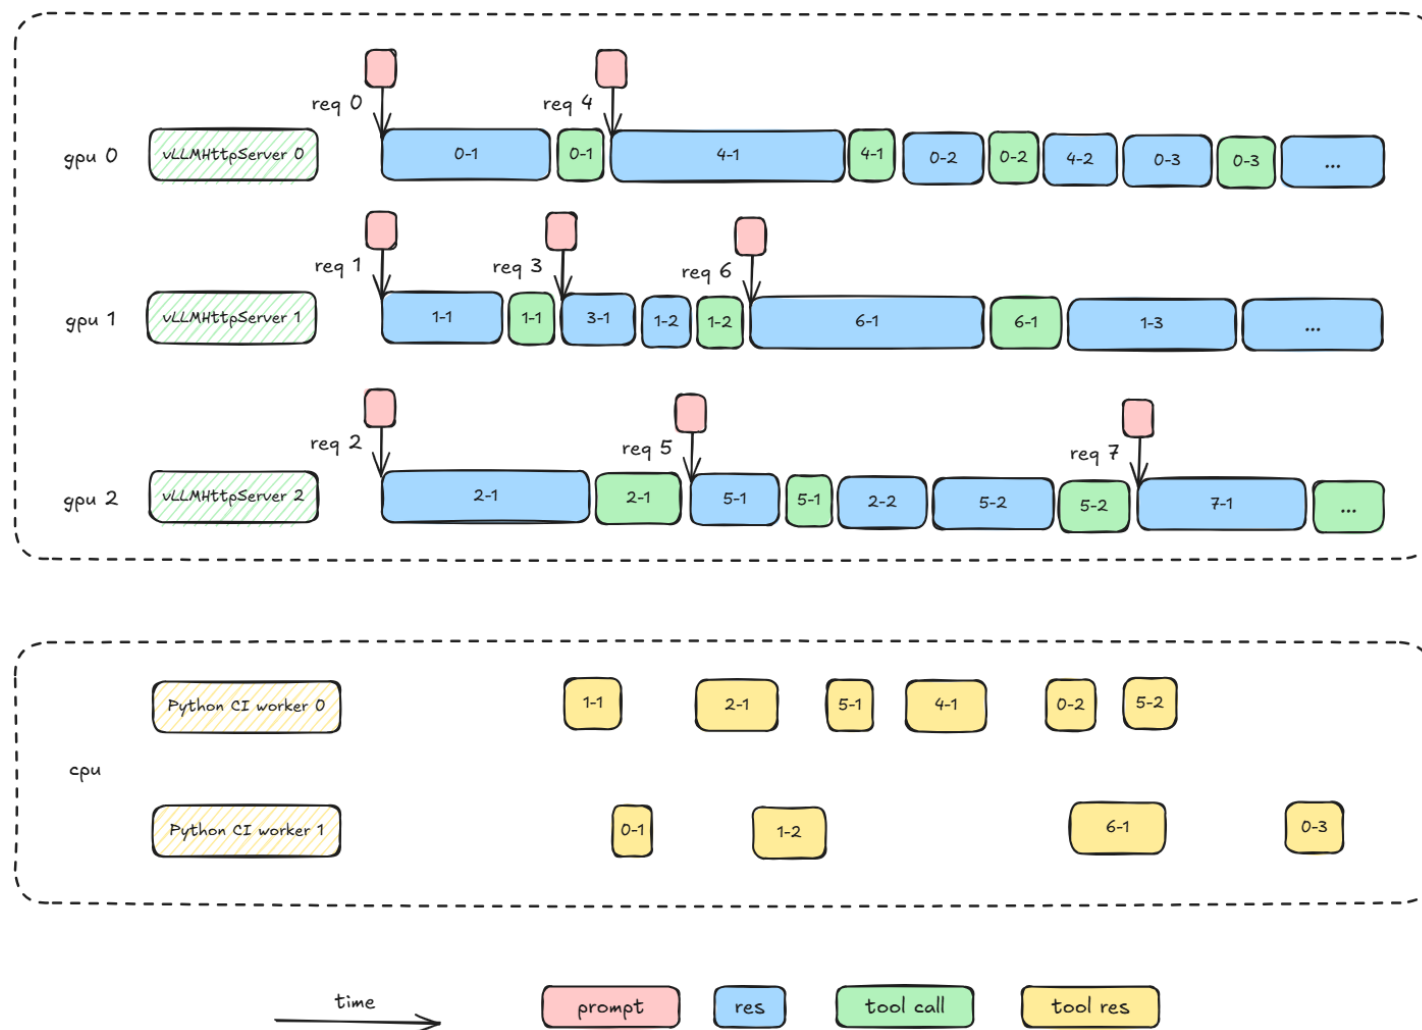 req 0
req 4
gpu 0
vLLMHttpServer 0
0-1
0-1
4-1
4-1
0-2
0-2
4-2
0-3
0-3
...
req 1
req 3
req 6
gpu 1
vLLMHttpServer 1
1-1
1-1
3-1
1-2
1-2
6-1
6-1
1-3
...
req 2
req 5
req 7
gpu 2
vLLMHttpServer 2
2-1
2-1
5-1
5-1
2-2
5-2
5-2
7-1
...
cpu
Python CI worker 0
1-1
2-1
5-1
4-1
0-2
5-2
Python CI worker 1
0-1
1-2
6-1
0-3
time
prompt
res
tool call
tool res